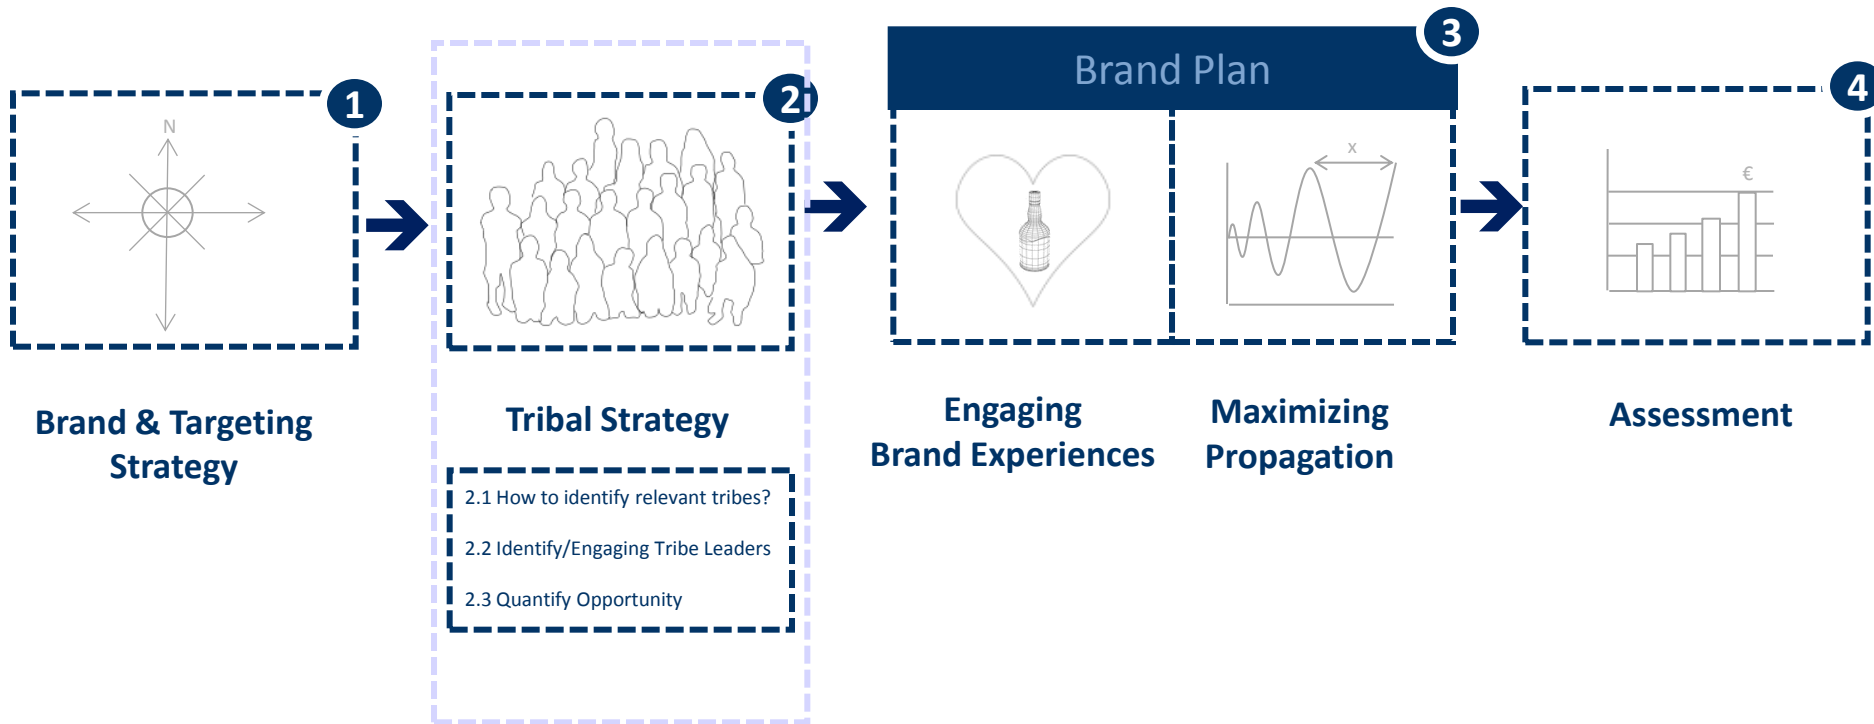 1
N
Brand & Targeting
Strategy
2
Tribal Strategy
2.1 How to identify relevant tribes?
2.2 Identify/Engaging Tribe Leaders
2.3 Quantify Opportunity
3
Brand Plan
Engaging
Brand Experiences
x
Maximizing
Propagation
4
€
Assessment